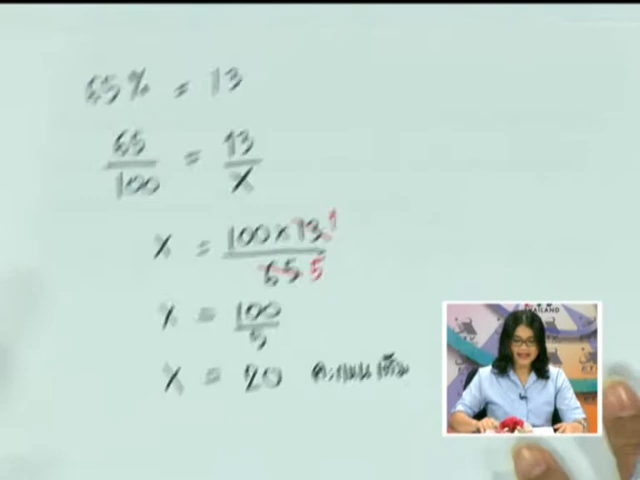 65% = 13
65/100 = 13/x
x = 100 x 13 1/65 5
x = 100/5
x = 20 คะแนนเต็ม
THAILAND